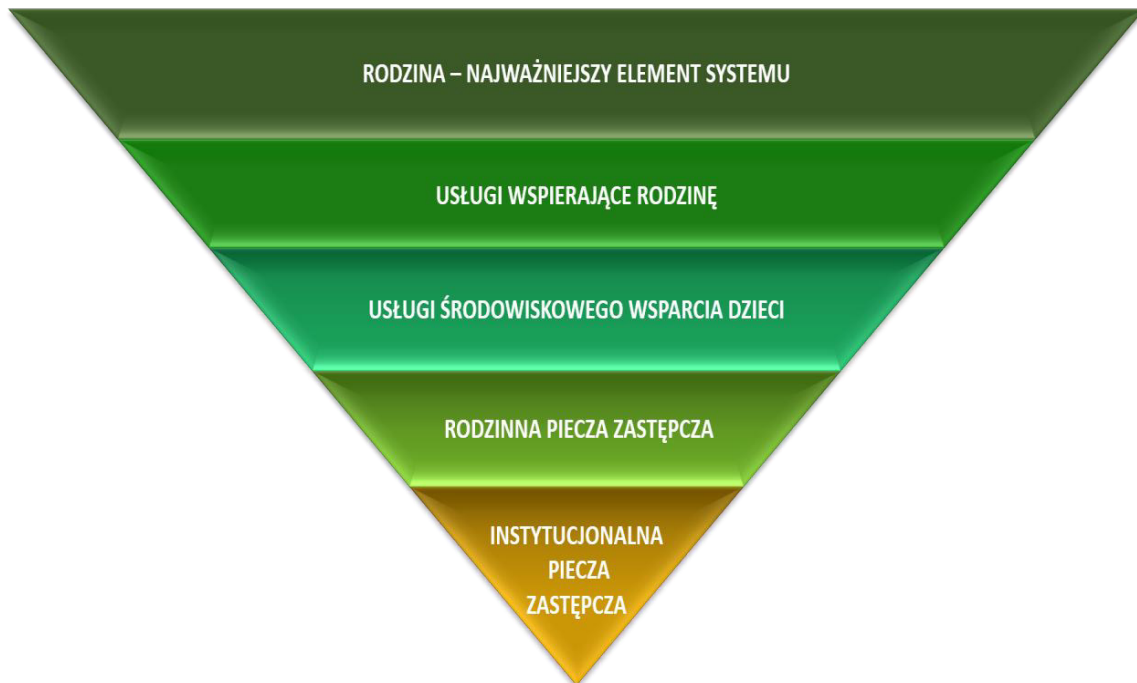 RODZINA – NAJWAŻNIEJSZY ELEMENT SYSTEMU
USŁUGI WSPIERAJĄCE RODZINĘ
USŁUGI ŚRODOWISKOWEGO WSPARCIA DZIECI
RODZINNA PIECZA ZASTĘPCZA
INSTYTUCJONALNA
PIECZA
ZASTĘPCZA